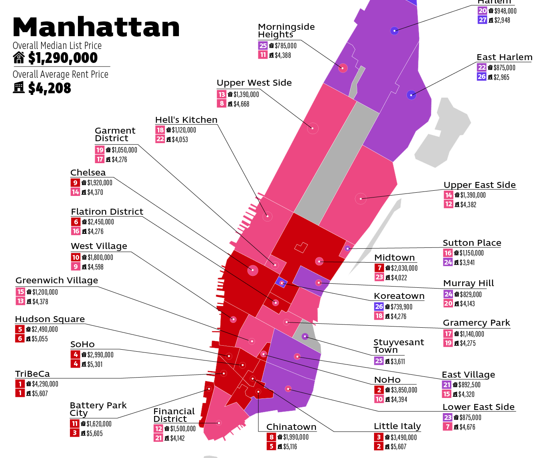 Manhattan
Overall Median List Price
$1,290,000
Overall Average Rent Price
$4,208
Harlem
20 $948,000
27 $2,948
Morningside
Heights
25 $785,000
11 $4,388
East Harlem
22 $875,000
26 $2,965
Upper West Side
13 $1,390,000
8 $4,668
Hell's Kitchen
18 $1,120,000
22 $4,053
Garment
District
19 $1,050,000
17 $4,276
Chelsea
9 $1,920,000
14 $4,370
Upper East Side
14 $1,390,000
12 $4,382
Flatiron District
6 $2,450,000
16 $4,276
West Village
10 $1,800,000
9 $4,598
Sutton Place
16 $1,150,000
24 $3,941
Midtown
7 $2,030,000
23 $4,022
Greenwich Village
15 $1,200,000
13 $4,378
Murray Hill
24 $829,000
20 $4,143
Koreatown
26 $739,900
18 $4,276
Hudson Square
5 $2,490,000
6 $5,055
Gramercy Park
17 $1,140,000
19 $4,275
SoHo
4 $2,990,000
4 $5,301
Stuyvesant
Town
25 $3,611
TriBeCa
1 $4,290,000
1 $5,607
East Village
21 $892,500
15 $4,320
NoHo
2 $3,850,000
10 $4,394
Battery Park
City
11 $1,620,000
3 $5,605
Financial
District
12 $1,500,000
21 $4,142
Lower East Side
23 $875,000
7 $4,676
Chinatown
8 $1,990,000
5 $5,116
Little Italy
3 $3,490,000
2 $5,607